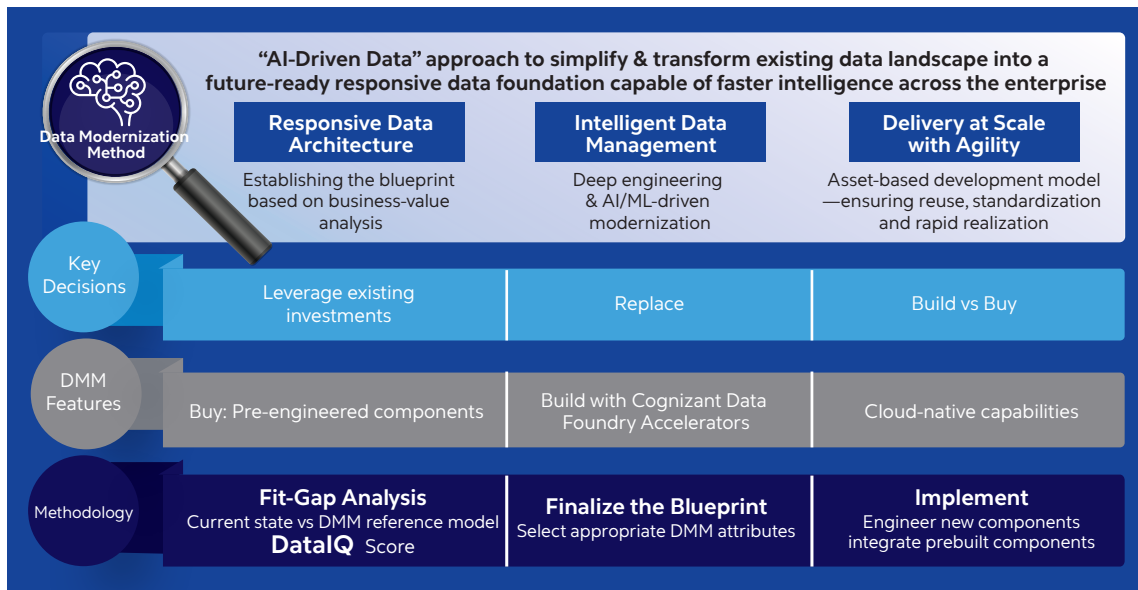 “AI-Driven Data” approach to simplify & transform existing data landscape into a
future-ready responsive data foundation capable of faster intelligence across the enterprise
Data Modernization
Method
Responsive Data
Architecture
Establishing the blueprint
based on business-value
analysis
Intelligent Data
Management
Deep engineering
& AI/ML-driven
modernization
Delivery at Scale
with Agility
Asset-based development model
—ensuring reuse, standardization
and rapid realization
Key
Decisions
Leverage existing
investments
Replace
Build vs Buy
DMM
Features
Buy: Pre-engineered components
Build with Cognizant Data
Foundry Accelerators
Cloud-native capabilities
Methodology
Fit-Gap Analysis
Current state vs DMM reference model
DataIQ Score
Finalize the Blueprint
Select appropriate DMM attributes
Implement
Engineer new components
integrate prebuilt components